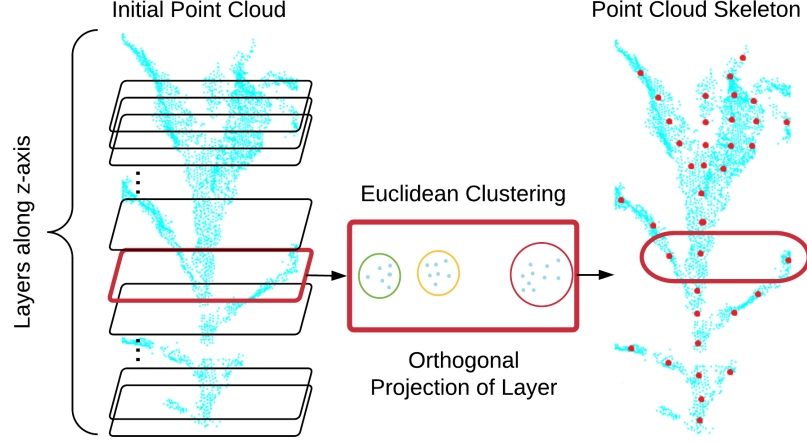 Initial Point Cloud
Point Cloud Skeleton
Layers along z-axis
Euclidean Clustering
Orthogonal
Projection of Layer